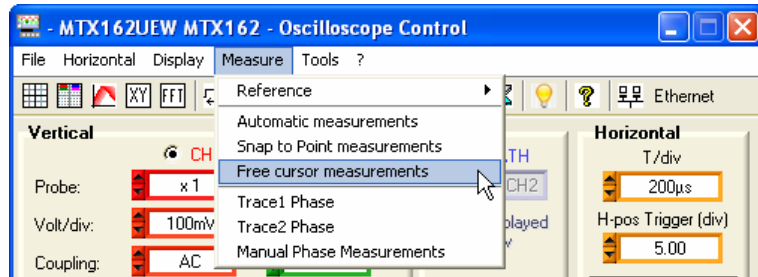 - MTX162UEW MTX162 - Oscilloscope Control
File Horizontal Display Measure Tools ?
XY FFT Ethernet
Reference
Automatic measurements
Snap to Point measurements
Free cursor measurements
Trace1 Phase
Trace2 Phase
Manual Phase Measurements
Vertical
CH
Probe: x 1
Volt/div: 100mV
Coupling: AC
CH2
Horizontal
T/div
200µs
H-pos Trigger (div)
5.00